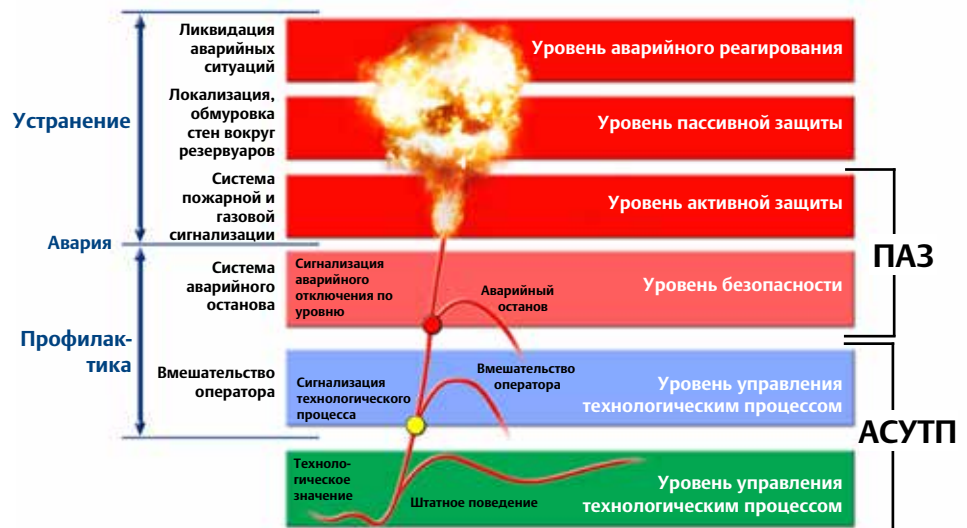 Ликвидация
аварийных
ситуаций
Уровень аварийного реагирования
Устранение
Локализация,
обмуровка
стен вокруг
резервуаров
Уровень пассивной защиты
Система
пожарной и
газовой
сигнализации
Уровень активной защиты
ПАЗ
Авария
Система
аварийного
останова
Сигнализация
аварийного
отключения по
уровню
Аварийный
останов
Уровень безопасности
Профилак-
тика
Вмешательство
оператора
Сигнализация
технологического
процесса
Вмешательство
оператора
Уровень управления
технологическим процессом
АСУТП
Техноло-
гическое
значение
Штатное поведение
Уровень управления
технологическим процессом